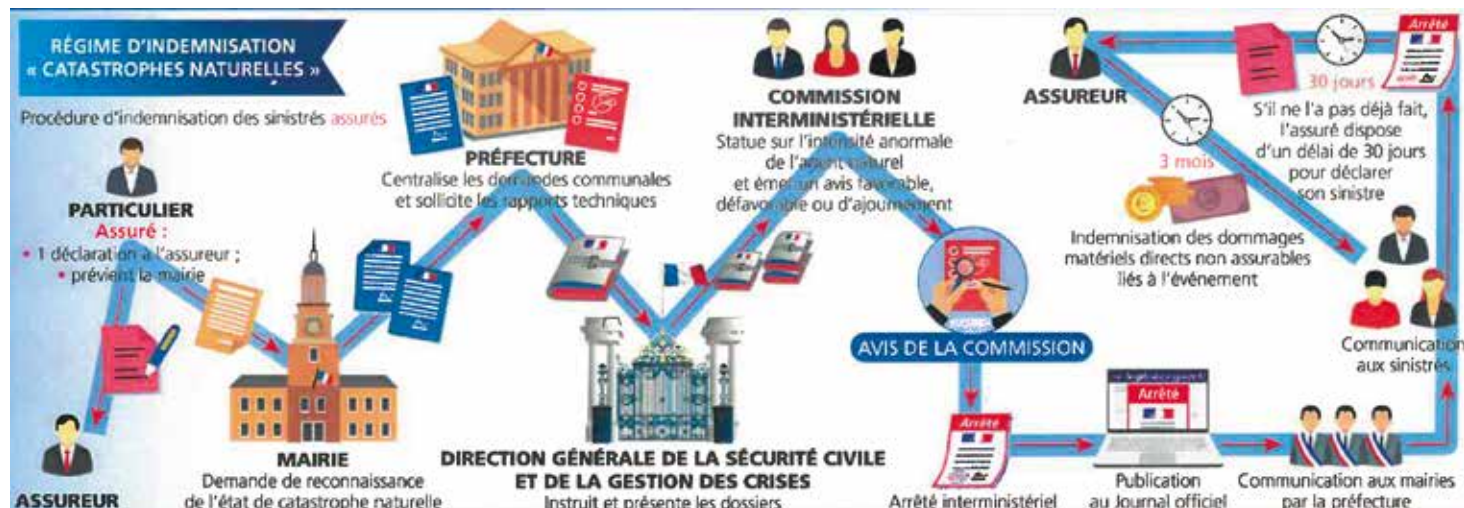 RÉGIME D'INDEMNISATION
« CATASTROPHES NATURELLES »
Procédure d'indemnisation des sinistrés assurés
PARTICULIER
Assuré :
• 1 déclaration à l'assureur ;
• prévient la mairie
ASSUREUR
MAIRIE
Demande de reconnaissance
de l'état de catastrophe naturelle
PRÉFECTURE
Centralise les demandes communales
et sollicite les rapports techniques
DIRECTION GÉNÉRALE DE LA SÉCURITÉ CIVILE
ET DE LA GESTION DES CRISES
Instruit et présente les dossiers
COMMISSION
INTERMINISTÉRIELLE
Statue sur l'intensité anormale
de l'agent naturel
et émet un avis favorable,
défavorable ou d'ajournement
AVIS DE LA COMMISSION
Arrêté
Arrêté interministériel
Arrêté
Publication
au Journal officiel
Communication aux mairies
par la préfecture
Communication
aux sinistrés
Arrêté
30 jours
S'il ne l'a pas déjà fait,
l'assuré dispose
d'un délai de 30 jours
pour déclarer
son sinistre
ASSUREUR
3 mois
Indemnisation des dommages
matériels directs non assurables
liés à l'événement